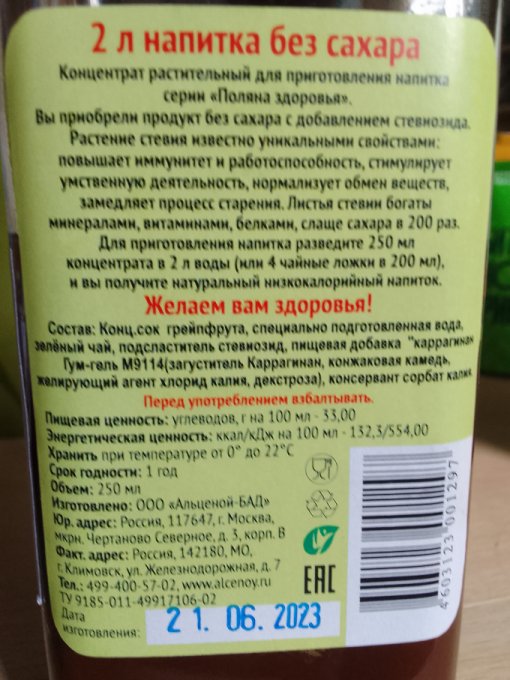 2 л напитка без сахара
Концентрат растительный для приготовления напитка
серии «Поляна здоровья».
Вы приобрели продукт без сахара с добавлением стевиозида.
Растение стевия известно уникальными свойствами:
повышает иммунитет и работоспособность, стимулирует
умственную деятельность, нормализует обмен веществ,
замедляет процесс старения. Листья стевии богаты
минералами, витаминами, белками, слаще сахара в 200 раз.
Для приготовления напитка разведите 250 мл
концентрата в 2 л воды (или 4 чайные ложки в 200 мл),
и вы получите натуральный низкокалорийный напиток.
Желаем вам здоровья!
Состав: Конц.сок грейпфрута, специально подготовленная вода,
зелёный чай, подсластитель стевиозид, пищевая добавка "каррагинан
Гум-гель М9114(загуститель Каррагинан, конжаковая камедь,
желирующий агент хлорид калия, декстроза), консервант сорбат калия.
Перед употреблением взбалтывать.
Пищевая ценность: углеводов, г на 100 мл - 33,00
Энергетическая ценность: ккал/кДж на 100 мл - 132,3/554,00
Хранить при температуре от 0° до 22°С
Срок годности: 1 год
Объем: 250 мл
Изготовлено: ООО «Альценой-БАД»
Юр. адрес: Россия, 117647, г. Москва,
мкрн. Чертаново Северное, д. 3, корп. В
Факт. адрес: Россия, 142180, МО,
г. Климовск, ул. Железнодорожная, д. 7
Тел.: 499-400-57-02, www.alcenoy.ru
ТУ 9185-011-49917106-02
Дата
изготовления:
21. 06. 2023
EAC
4603123001297